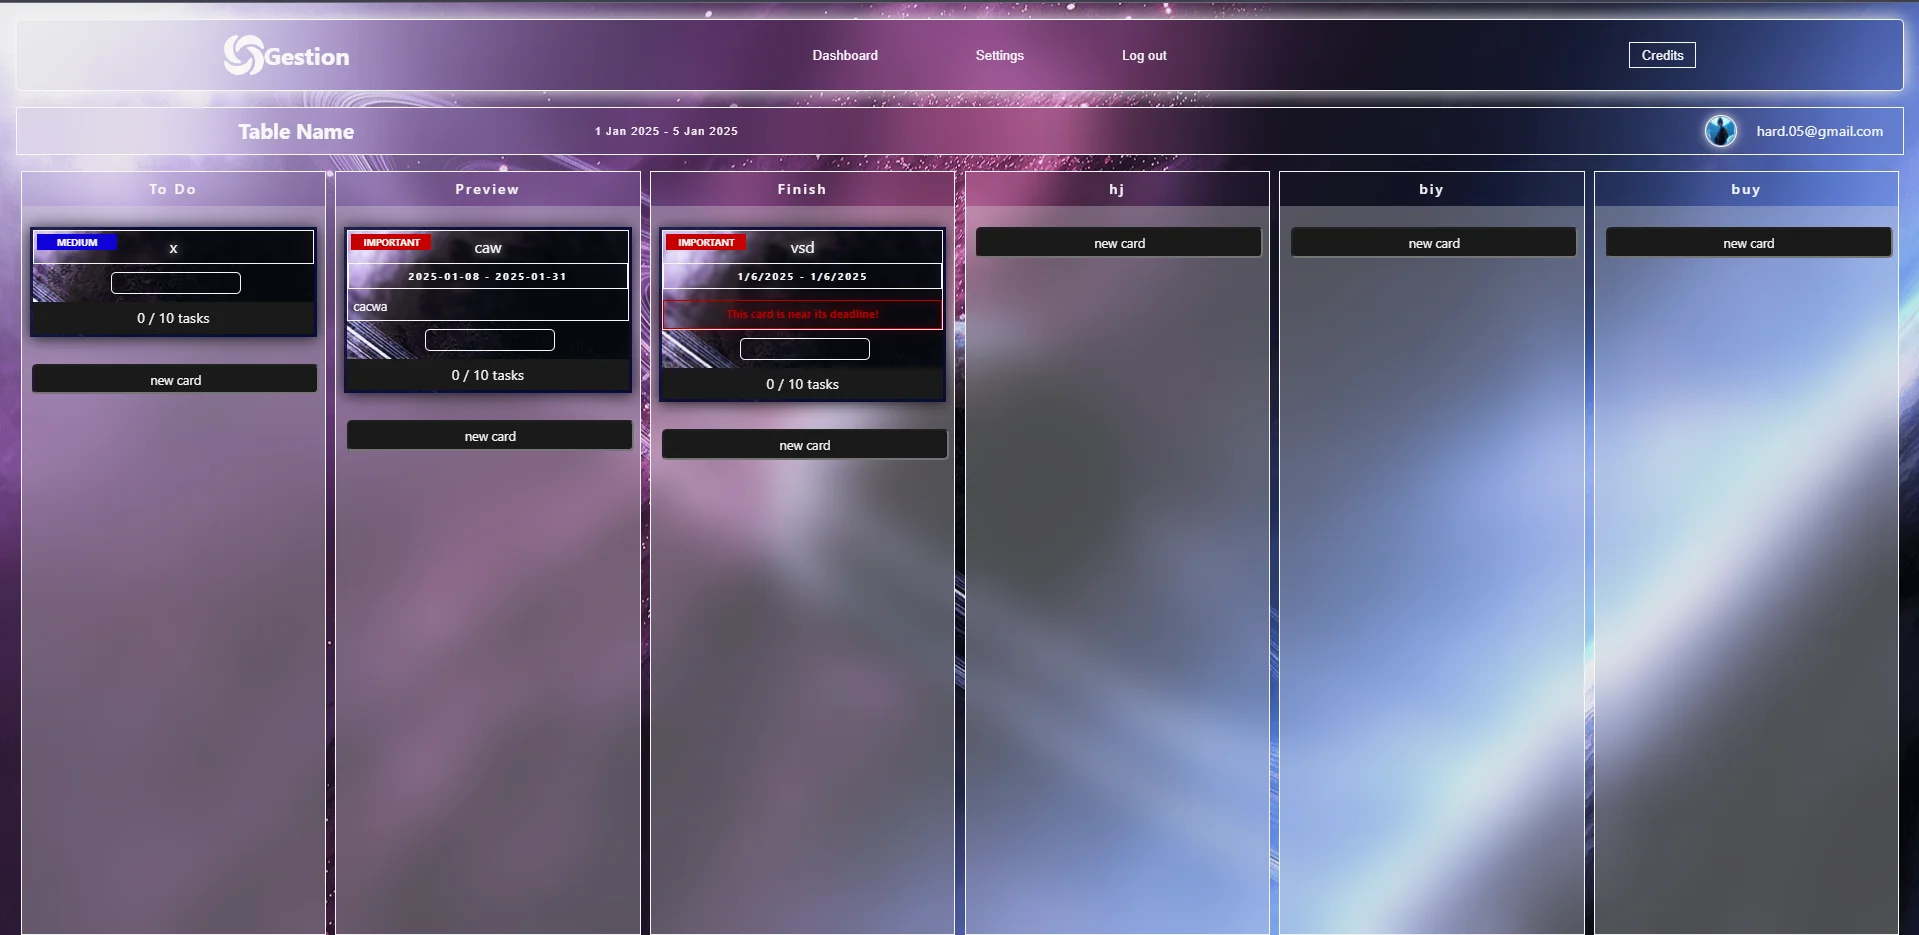 Gestion
Dashboard
Settings
Log out
Credits
Table Name
1 Jan 2025 - 5 Jan 2025
hard.05@gmail.com
To Do
MEDIUM
x
0 / 10 tasks
new card
Preview
IMPORTANT
caw
2025-01-08 - 2025-01-31
cacwa
0 / 10 tasks
new card
Finish
IMPORTANT
vsd
1/6/2025 - 1/6/2025
This card is near its deadline!
0 / 10 tasks
new card
hj
new card
biy
new card
buy
new card